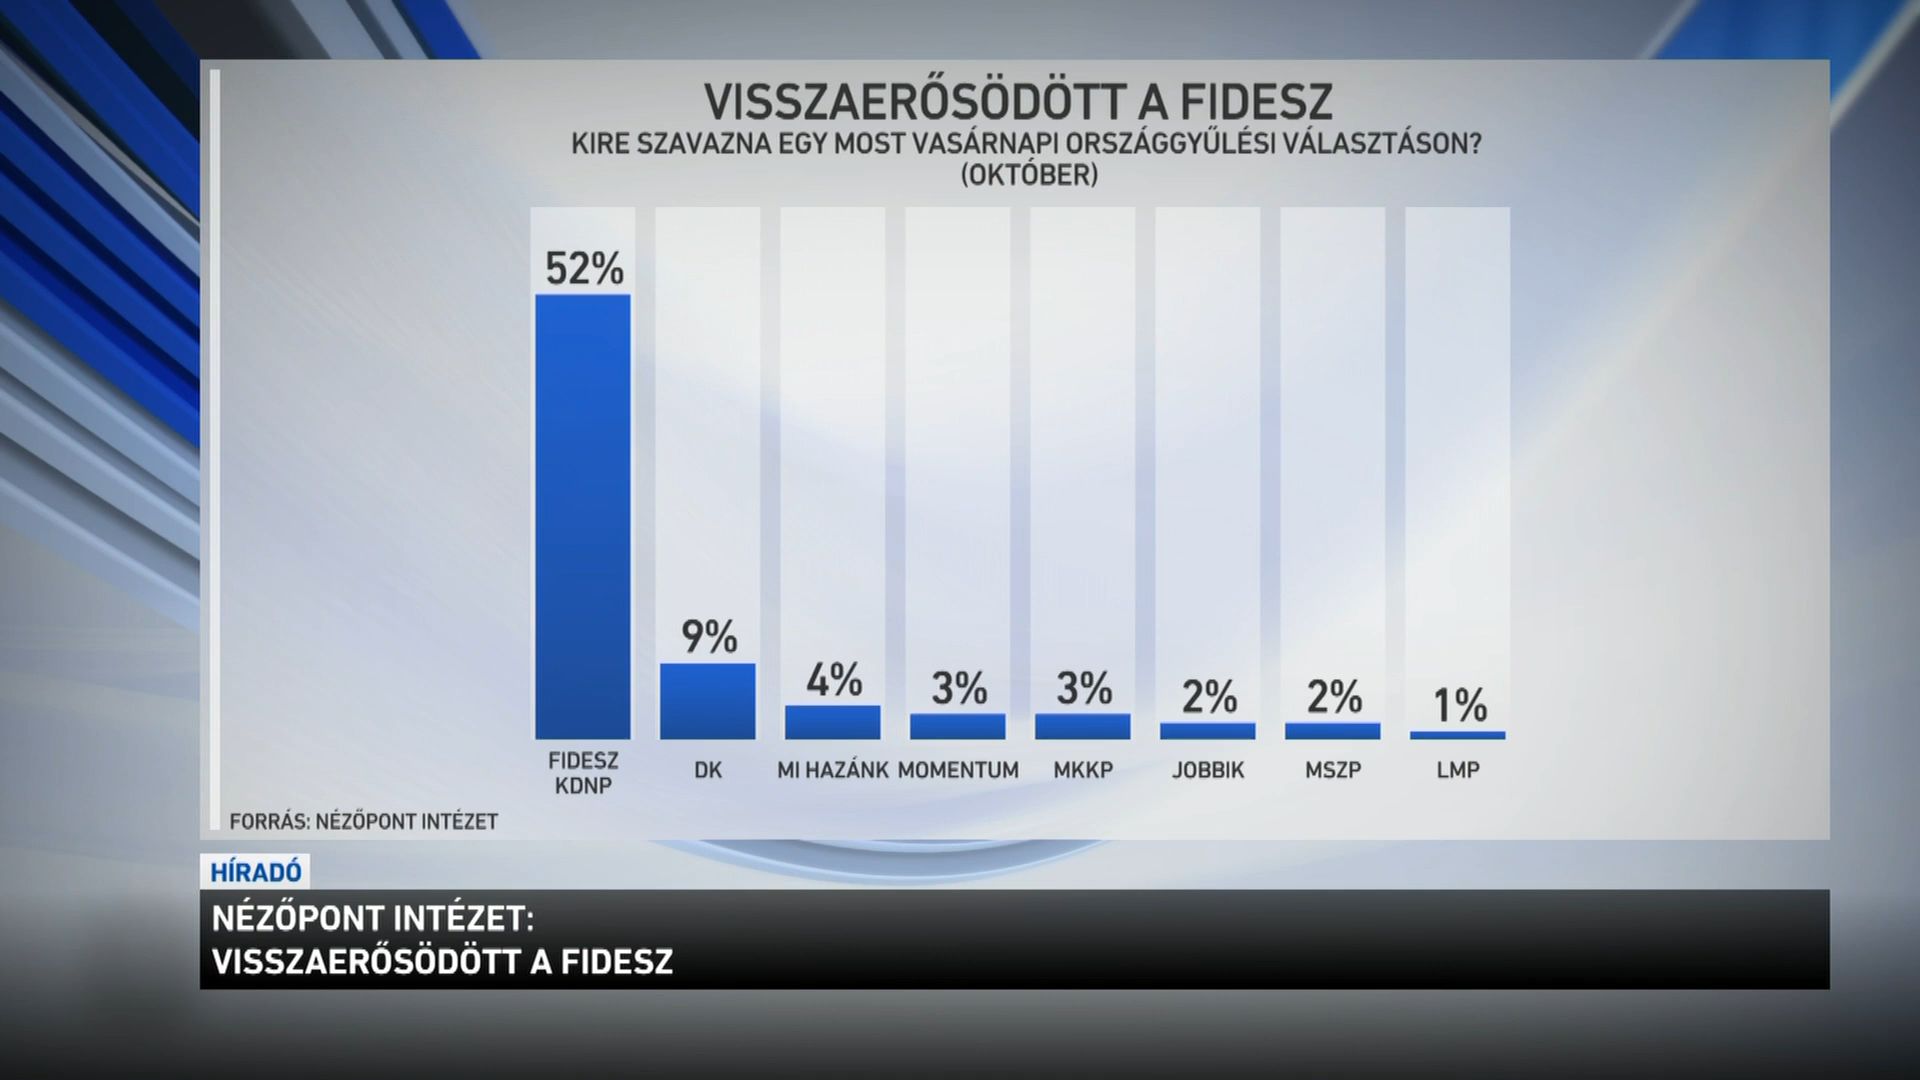 VISSZAERŐSÖDÖTT A FIDESZ
KIRE SZAVAZNA EGY MOST VASÁRNAPI ORSZÁGGYŰLÉSI VÁLASZTÁSON?
(OKTÓBER)
52%
9%
4%
3%
3%
2%
2%
1%
FIDESZ
KDNP
DK
MI HAZÁNK
MOMENTUM
MKKP
JOBBIK
MSZP
LMP
FORRÁS: NÉZŐPONT INTÉZET
HÍRADÓ
NÉZŐPONT INTÉZET:
VISSZAERŐSÖDÖTT A FIDESZ